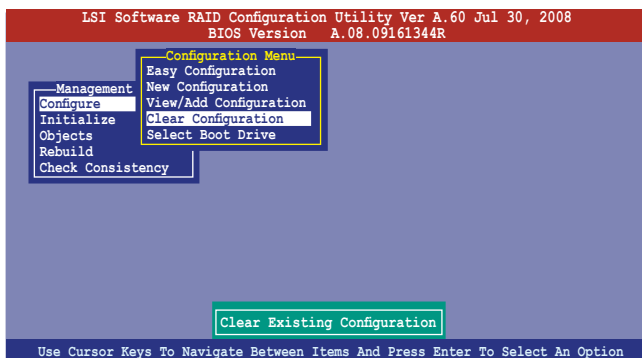 LSI Software RAID Configuration Utility Ver A.60 Jul 30, 2008
BIOS Version A.08.09161344R
Configuration Menu
Easy Configuration
New Configuration
View/Add Configuration
Clear Configuration
Select Boot Drive
Management
Configure
Initialize
Objects
Rebuild
Check Consistency
Clear Existing Configuration
Use Cursor Keys To Navigate Between Items And Press Enter To Select An Option